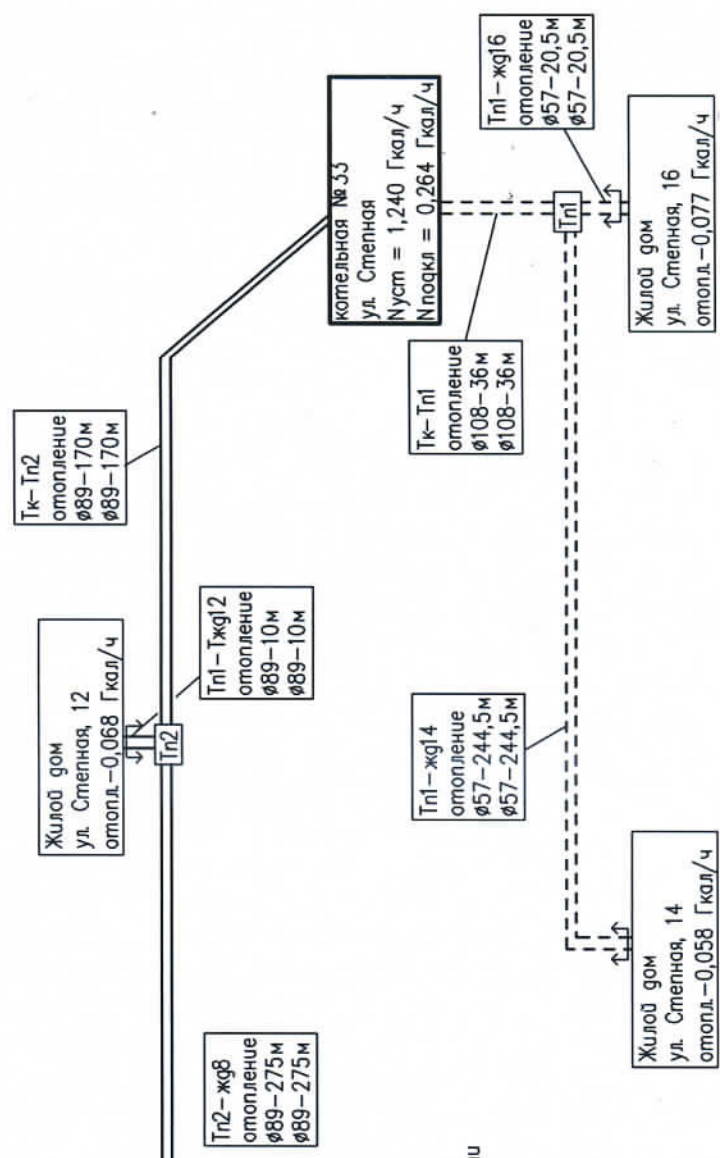 Тп2-жд8
отопление
ø89-275м
ø89-275м
Жилой дом
ул. Степная, 12
отопл.-0,068 Гкал/ч
Тп2
Тп1-Тжд12
отопление
ø89-10м
ø89-10м
Тк-Тп2
отопление
ø89-170м
ø89-170м
котельная №33
ул. Степная
Nуст = 1,240 Гкал/ч
Nподкл = 0,264 Гкал/ч
Тк-Тп1
отопление
ø108-36м
ø108-36м
Тп1-жд14
отопление
ø57-244,5м
ø57-244,5м
Тп1
Тп1-жд16
отопление
ø57-20,5м
ø57-20,5м
Жилой дом
ул. Степная, 14
отопл.-0,058 Гкал/ч
Жилой дом
ул. Степная, 16
отопл.-0,077 Гкал/ч